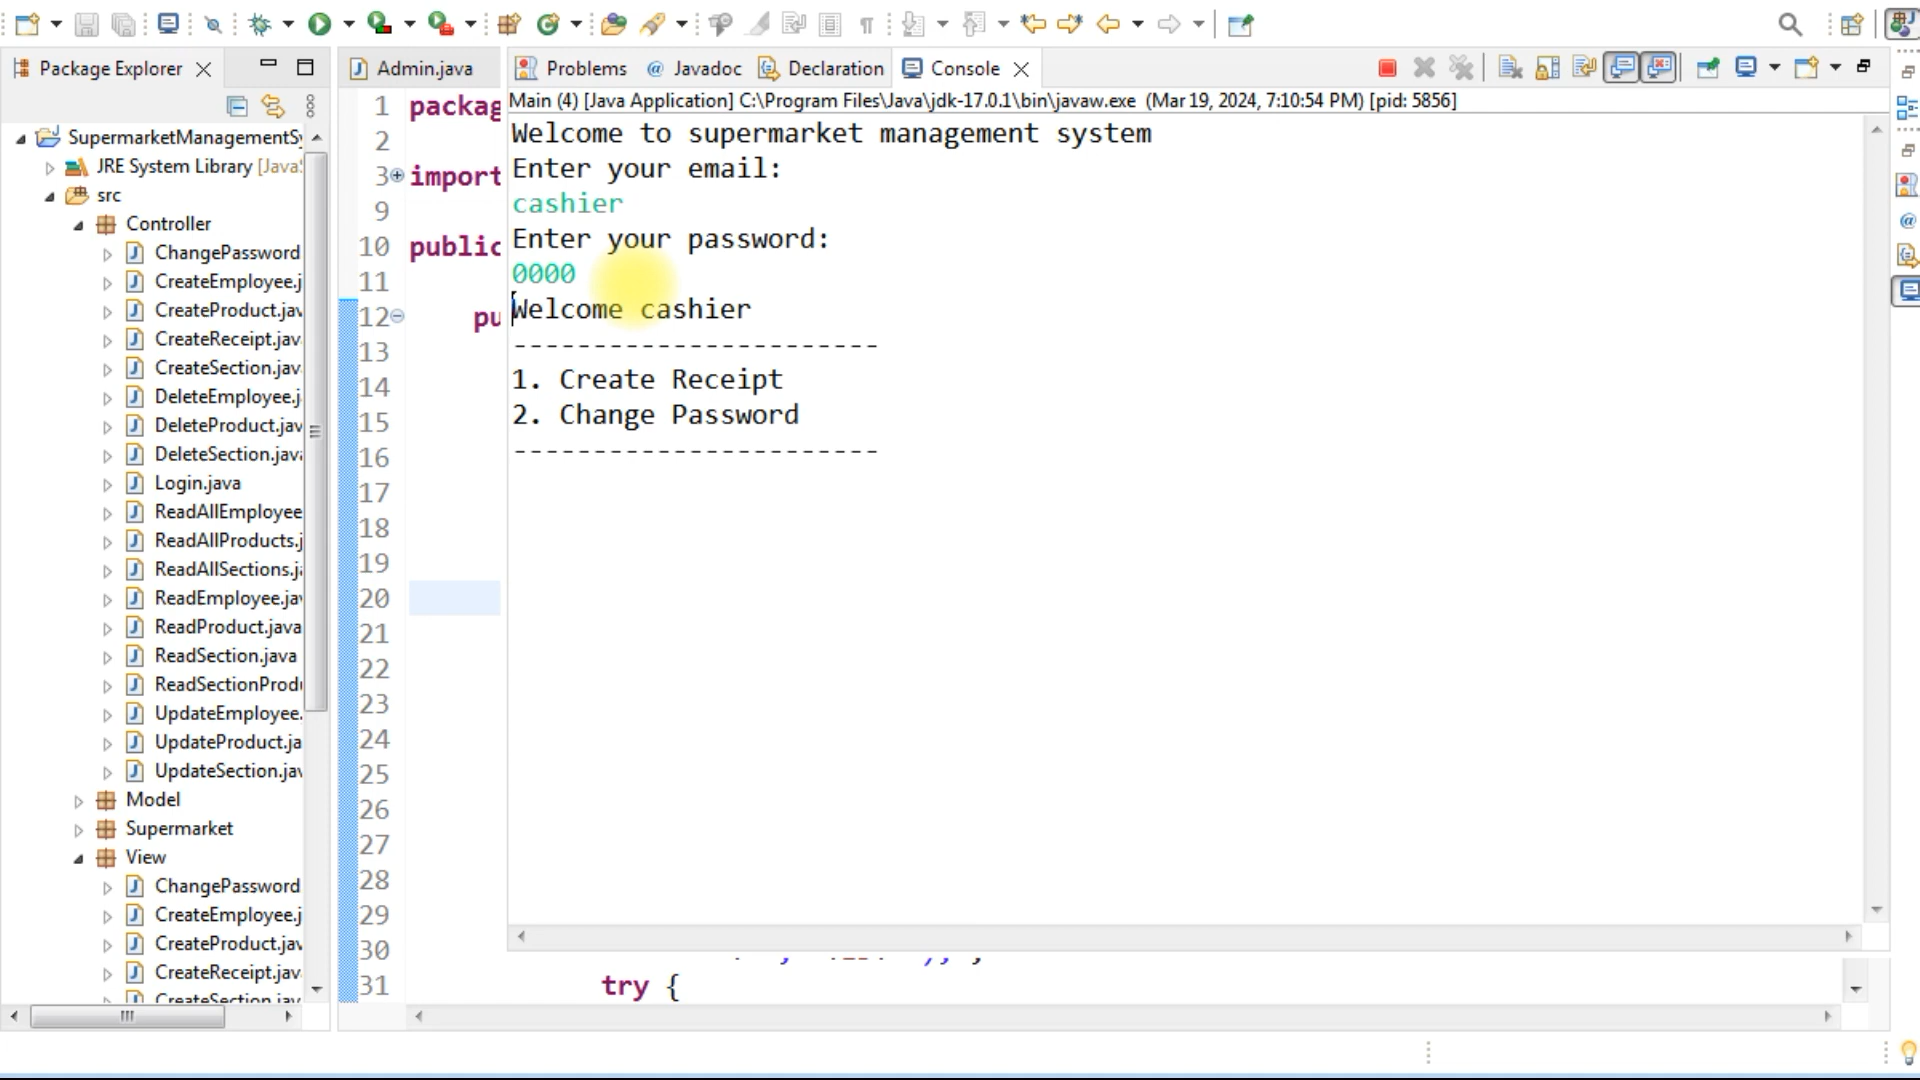 Package Explorer
SupermarketManagementSy
JRE System Library [Java
src
Controller
ChangePassword
CreateEmployee.j
CreateProduct.jav
CreateReceipt.jav
CreateSection.jav
DeleteEmployee.j
DeleteProduct.jav
DeleteSection.java
Login.java
ReadAllEmployee
ReadAllProducts.j
ReadAllSections.ja
ReadEmployee.jav
ReadProduct.java
ReadSection.java
ReadSectionProdu
UpdateEmployee.
UpdateProduct.ja
UpdateSection.jav
Model
Supermarket
View
ChangePassword
CreateEmployee.j
CreateProduct.jav
CreateReceipt.jav
CreateSection.jav
Admin.java
1 packag
2
3 import
9
10 public
11
12 pu
13
14
15
16
17
18
19
20
21
22
23
24
25
26
27
28
29
30
31 try {
Problems @ Javadoc Declaration Console
Main (4) [Java Application] C:\Program Files\Java\jdk-17.0.1\bin\javaw.exe (Mar 19, 2024, 7:10:54 PM) [pid: 5856]
Welcome to supermarket management system
Enter your email:
cashier
Enter your password:
0000
Welcome cashier
-----------------------
1. Create Receipt
2. Change Password
-----------------------